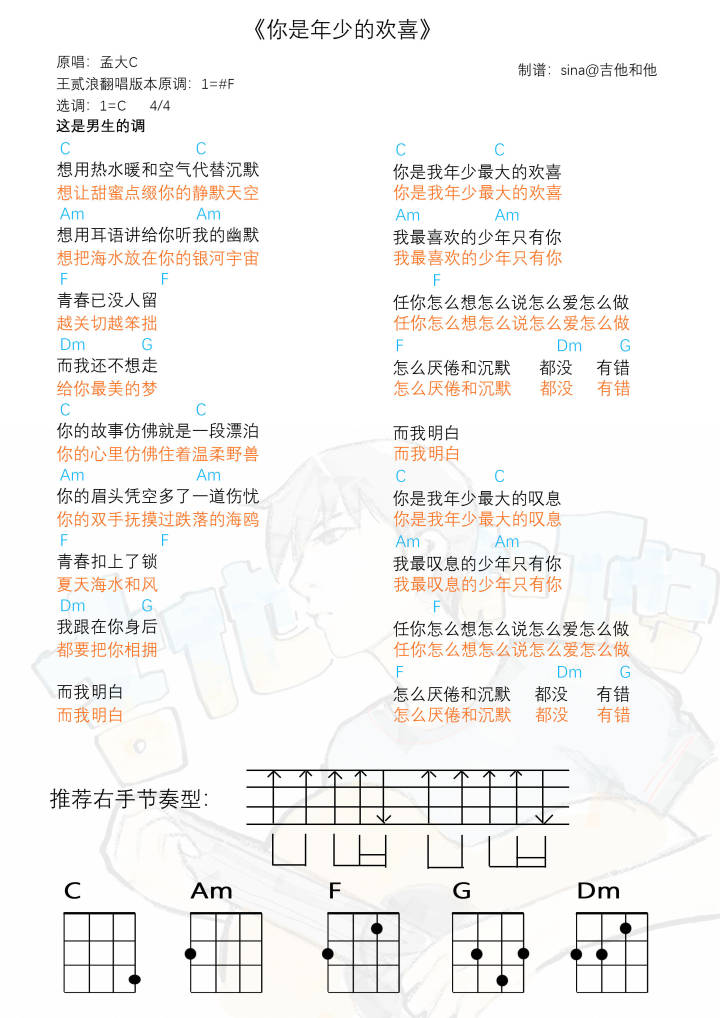 《你是年少的欢喜》
原唱：孟大C
王贰浪翻唱版本原调：1=#F
选调：1=C 4/4
这是男生的调
制谱：sina@吉他和他
C C
想用热水暖和空气代替沉默
想让甜蜜点缀你的静默天空
Am Am
想用耳语讲给你听我的幽默
想把海水放在你的银河宇宙
F F
青春已没人留
越关切越笨拙
Dm G
而我还不想走
给你最美的梦
C C
你的故事仿佛就是一段漂泊
你的心里仿佛住着温柔野兽
Am Am
你的眉头凭空多了一道伤忧
你的双手抚摸过跌落的海鸥
F F
青春扣上了锁
夏天海水和风
Dm G
我跟在你身后
都要把你相拥
而我明白
而我明白
C C
你是我年少最大的欢喜
你是我年少最大的欢喜
Am Am
我最喜欢的少年只有你
我最喜欢的少年只有你
F
任你怎么想怎么说怎么爱怎么做
任你怎么想怎么说怎么爱怎么做
F Dm G
怎么厌倦和沉默 都没 有错
怎么厌倦和沉默 都没 有错
而我明白
而我明白
C C
你是我年少最大的叹息
你是我年少最大的叹息
Am Am
我最叹息的少年只有你
我最叹息的少年只有你
F
任你怎么想怎么说怎么爱怎么做
任你怎么想怎么说怎么爱怎么做
F Dm G
怎么厌倦和沉默 都没 有错
怎么厌倦和沉默 都没 有错
推荐右手节奏型：
C Am F G Dm